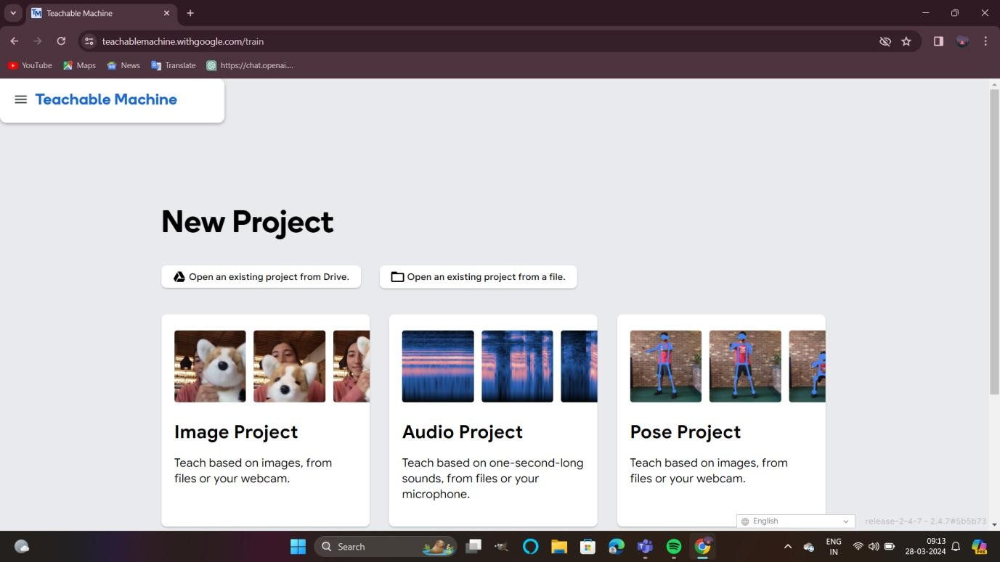 Teachable Machine
teachablemachine.withgoogle.com/train
YouTube
Maps
News
Translate
https://chat.openai....
Teachable Machine
New Project
Open an existing project from Drive.
Open an existing project from a file.
Image Project
Teach based on images, from
files or your webcam.
Audio Project
Teach based on one-second-long
sounds, from files or your
microphone.
Pose Project
Teach based on images, from
files or your webcam.
English
release-2-4-7 - 2.4.7#5b5b73
Search
ENG
IN
09:13
28-03-2024
PRE